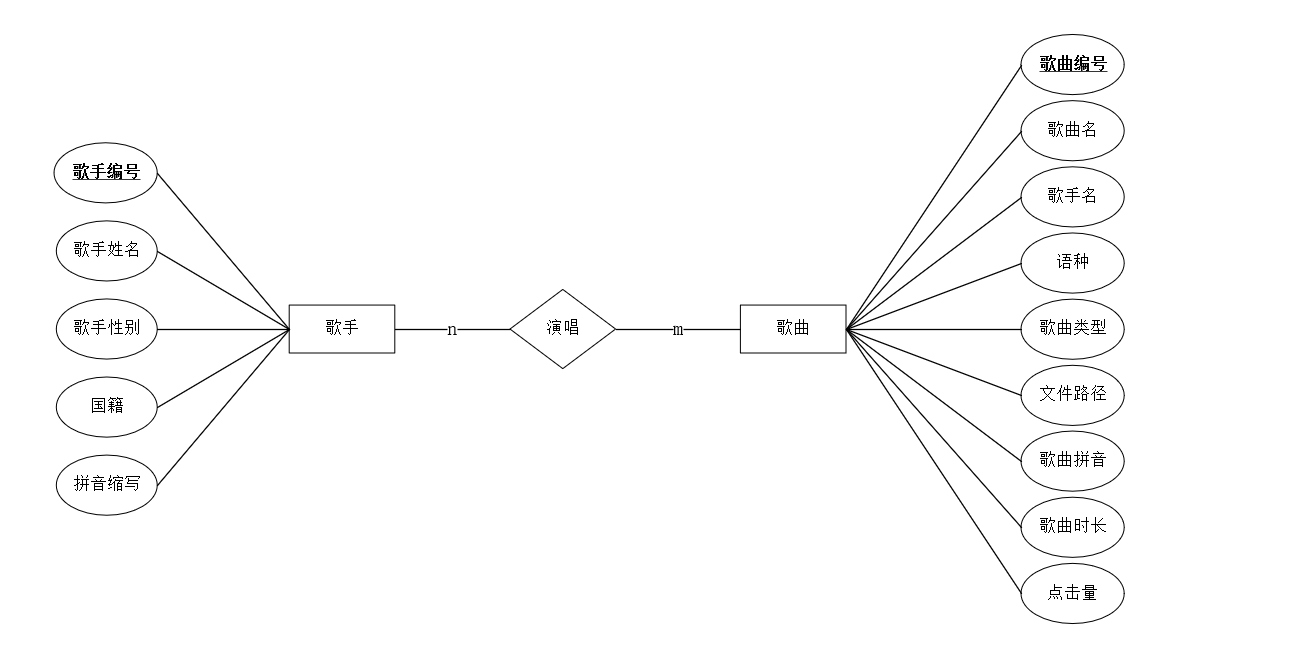 歌手编号
歌手姓名
歌手性别
国籍
拼音缩写
歌手
n
演唱
m
歌曲
歌曲编号
歌曲名
歌手名
语种
歌曲类型
文件路径
歌曲拼音
歌曲时长
点击量